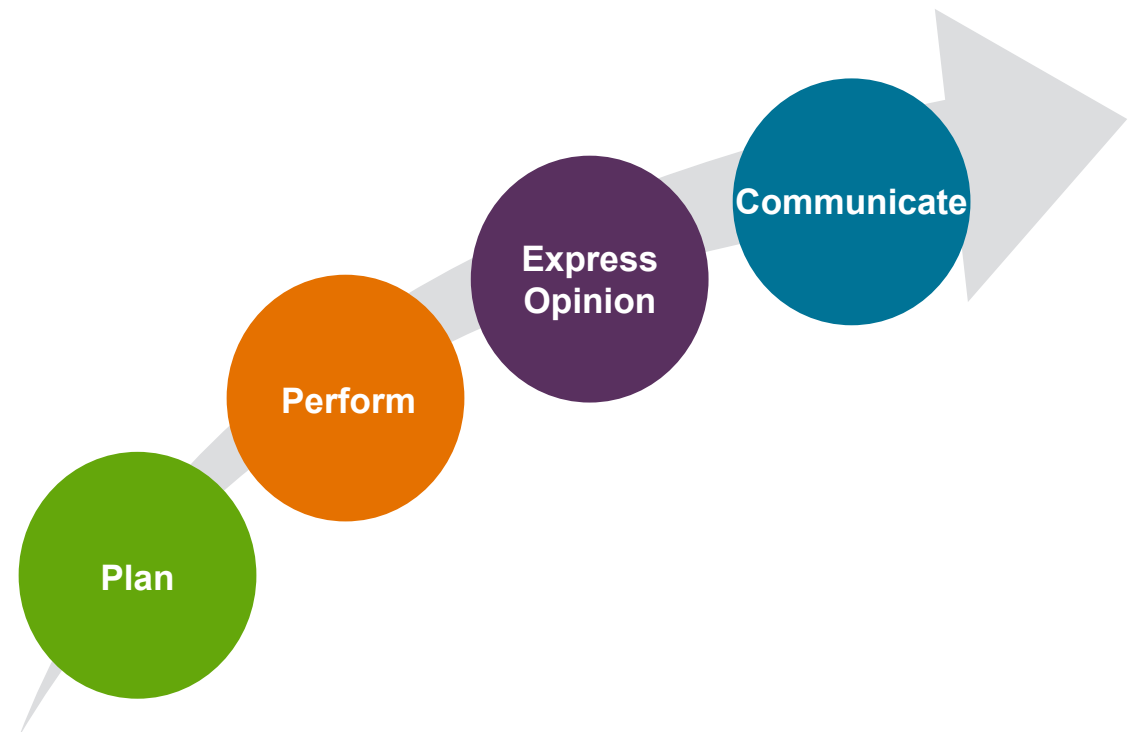 Plan
Perform
Express
Opinion
Communicate